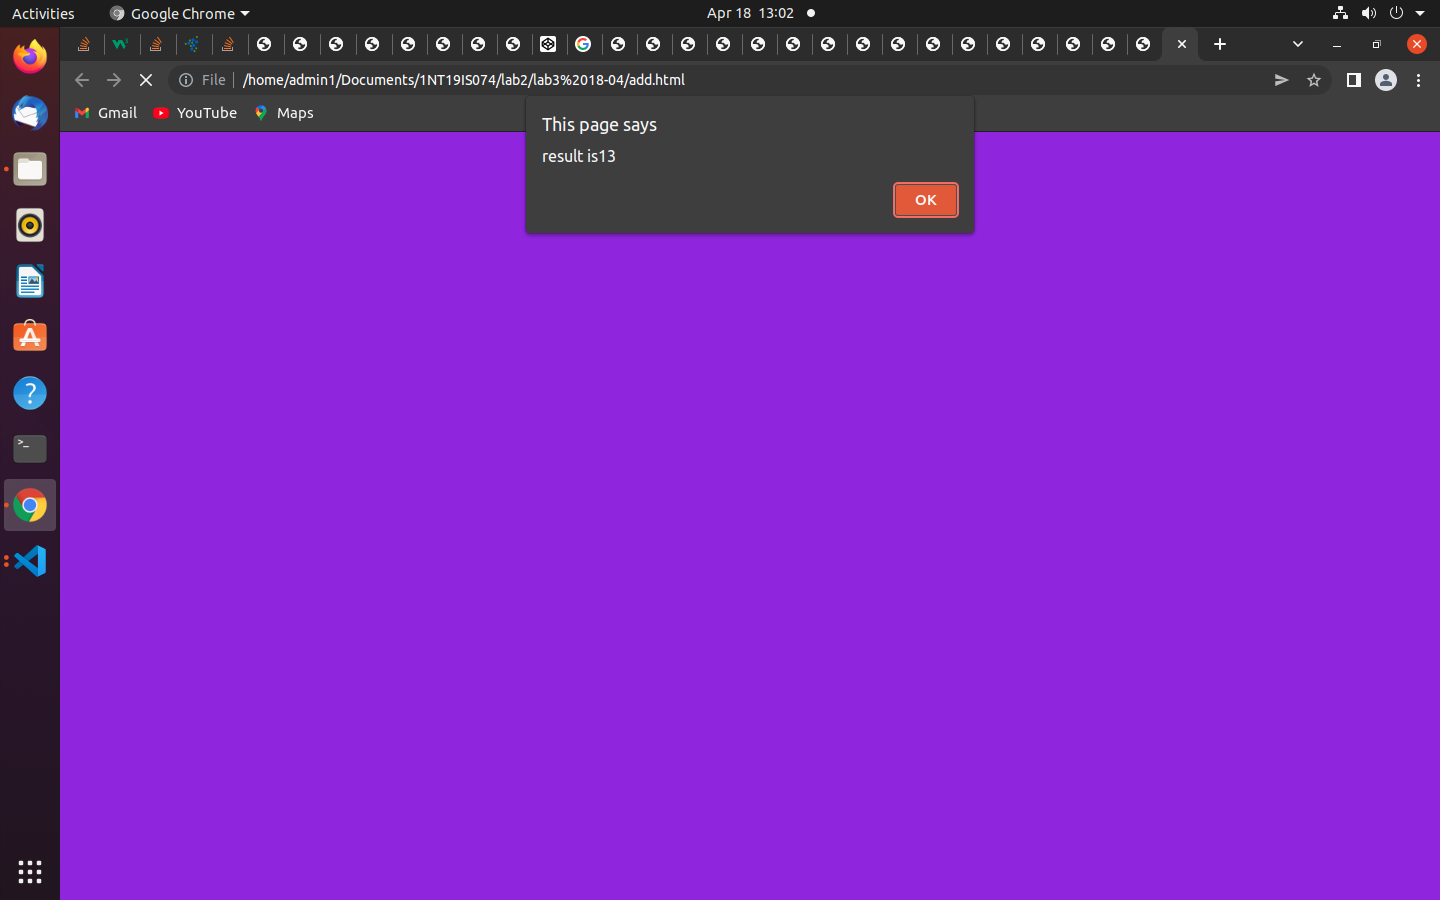 Activities
Google Chrome
Apr 18 13:02
File
/home/admin1/Documents/1NT19IS074/lab2/lab3%2018-04/add.html
Gmail
YouTube
Maps
This page says
result is13
OK